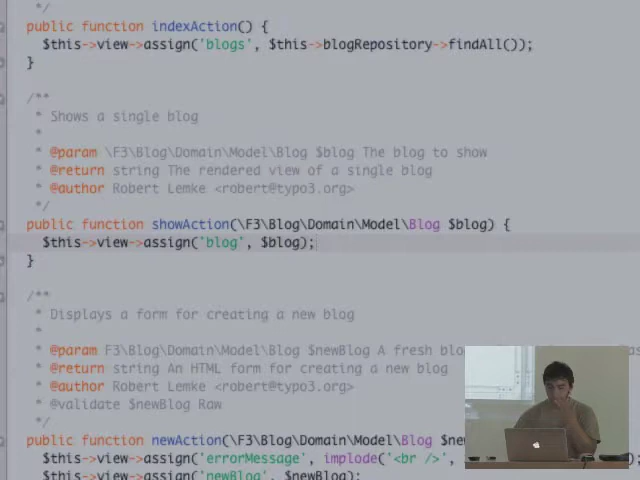 */
public function indexAction() {
$this->view->assign('blogs', $this->blogRepository->findAll());
}
/**
* Shows a single blog
*
* @param \F3\Blog\Domain\Model\Blog $blog The blog to show
* @return string The rendered view of a single blog
* @author Robert Lemke <robert@typo3.org>
*/
public function showAction(\F3\Blog\Domain\Model\Blog $blog) {
$this->view->assign('blog', $blog);
}
/**
* Displays a form for creating a new blog
*
* @param F3\Blog\Domain\Model\Blog $newBlog A fresh blo
* @return string An HTML form for creating a new blog
* @author Robert Lemke <robert@typo3.org>
* @validate $newBlog Raw
*/
public function newAction(\F3\Blog\Domain\Model\Blog $new
$this->view->assign('errorMessage', implode('<br />',
$this->view->assign('newBlog', $newBlog);